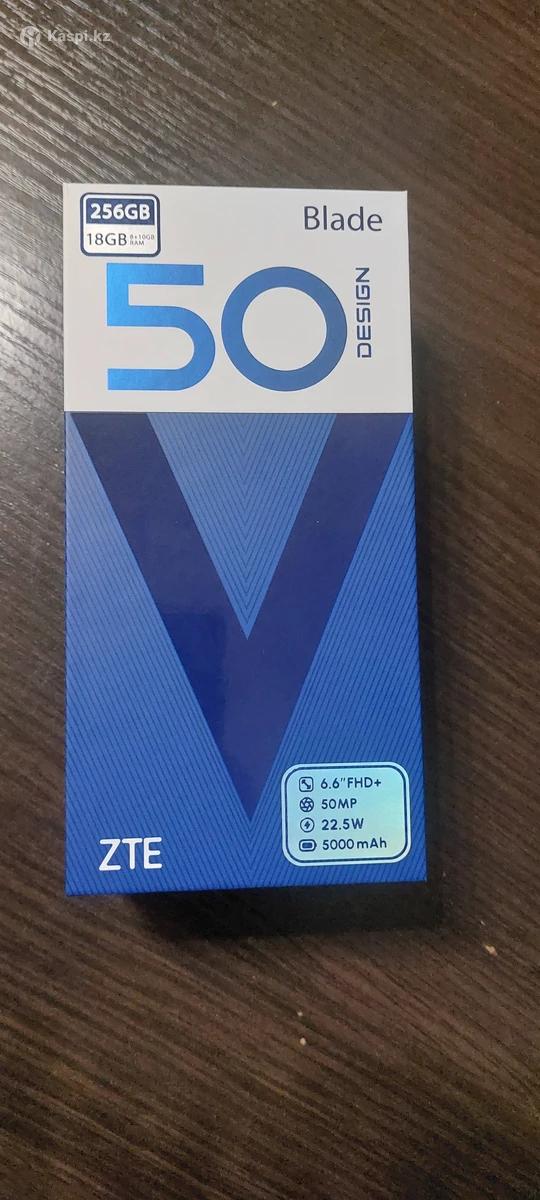 Kaspi.kz
256GB
18GB 8+10GB RAM
Blade
50 DESIGN
V
ZTE
6.6"FHD+
50MP
22.5W
5000mAh